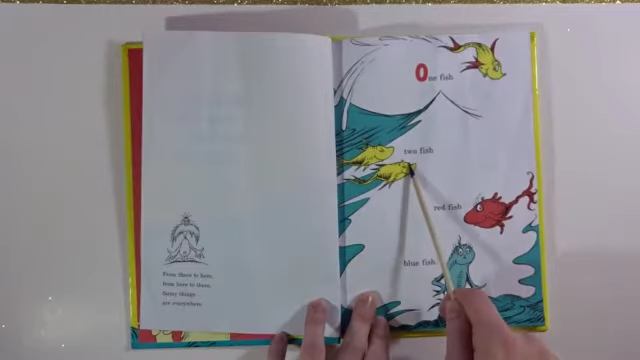 From there to here,
from here to there,
funny things
are everywhere.
One fish
two fish
red fish
blue fish